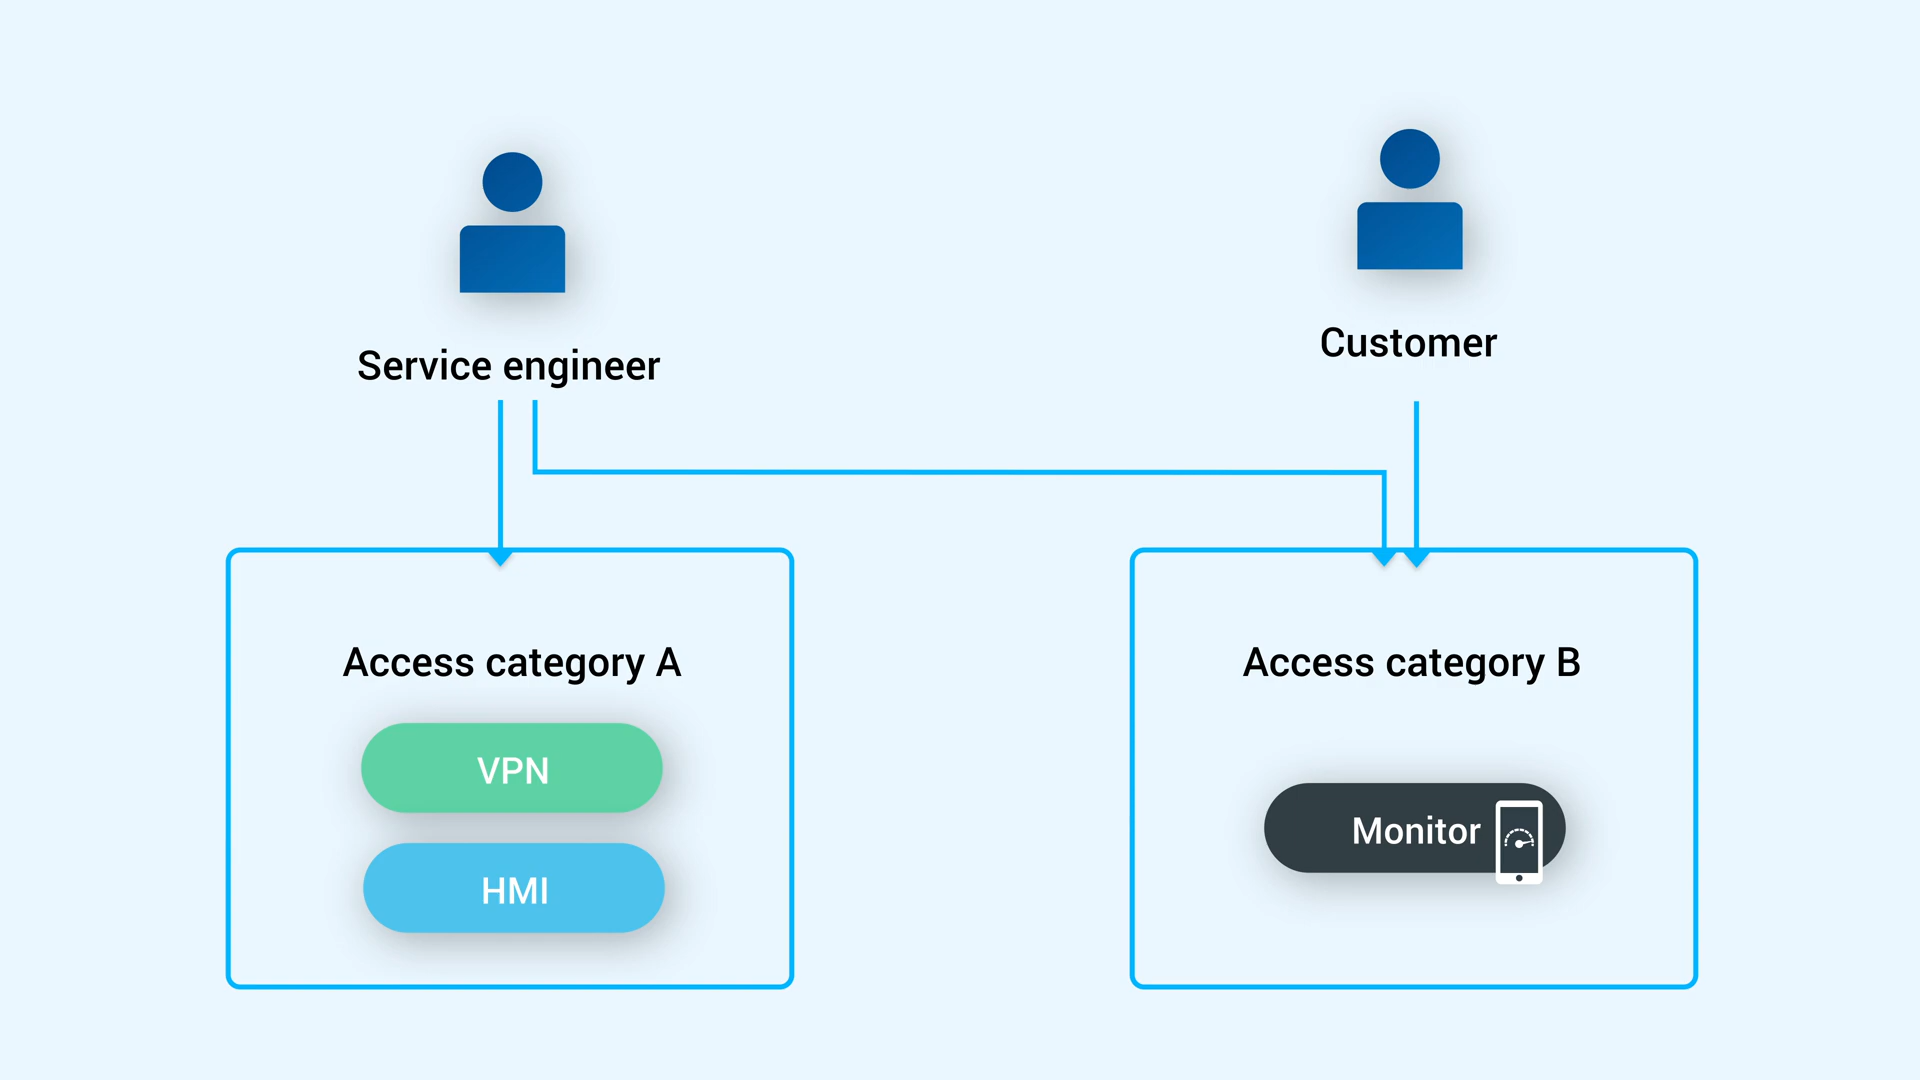 Service engineer
Customer
Access category A
VPN
HMI
Access category B
Monitor